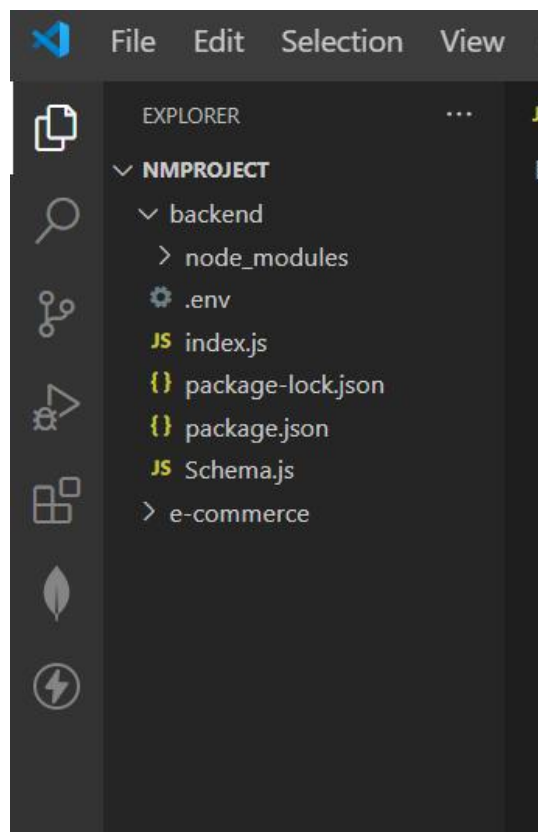 File Edit Selection View
EXPLORER ...
NMPROJECT
backend
node_modules
.env
JS index.js
{} package-lock.json
{} package.json
JS Schema.js
e-commerce